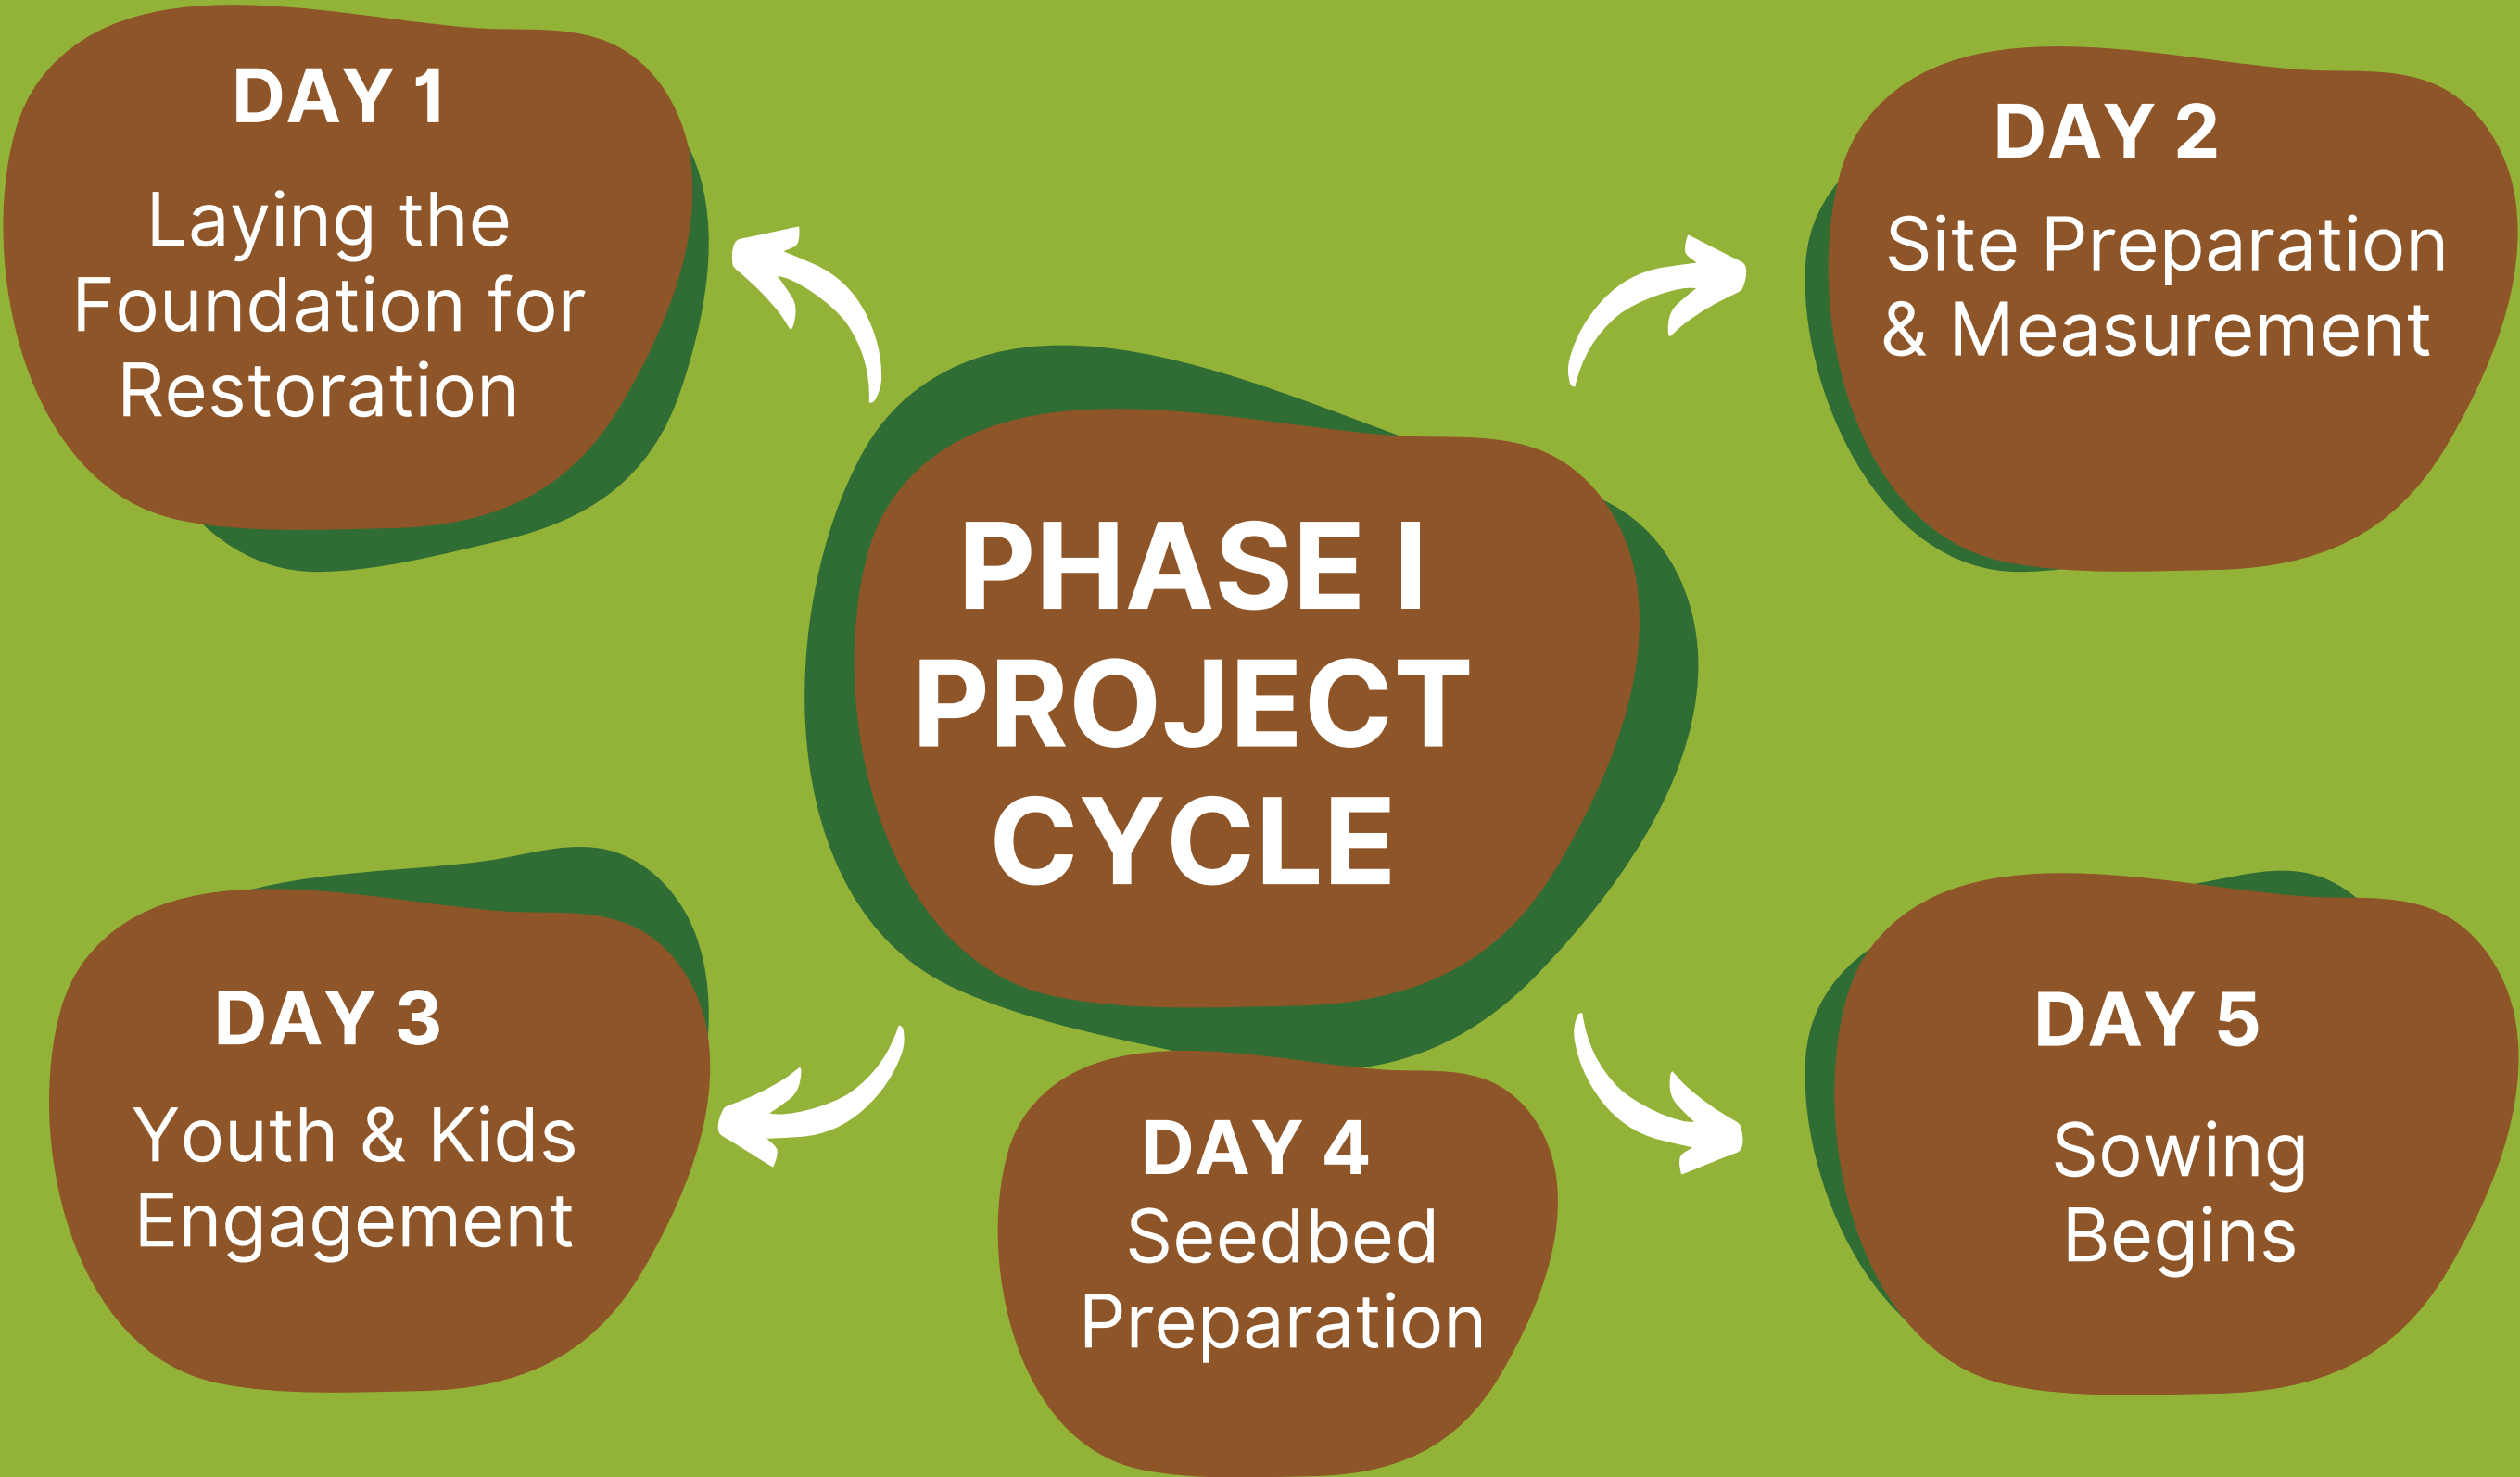 DAY 1
Laying the
Foundation for
Restoration
DAY 2
Site Preparation
& Measurement
PHASE I
PROJECT
CYCLE
DAY 3
Youth & Kids
Engagement
DAY 4
Seedbed
Preparation
DAY 5
Sowing
Begins